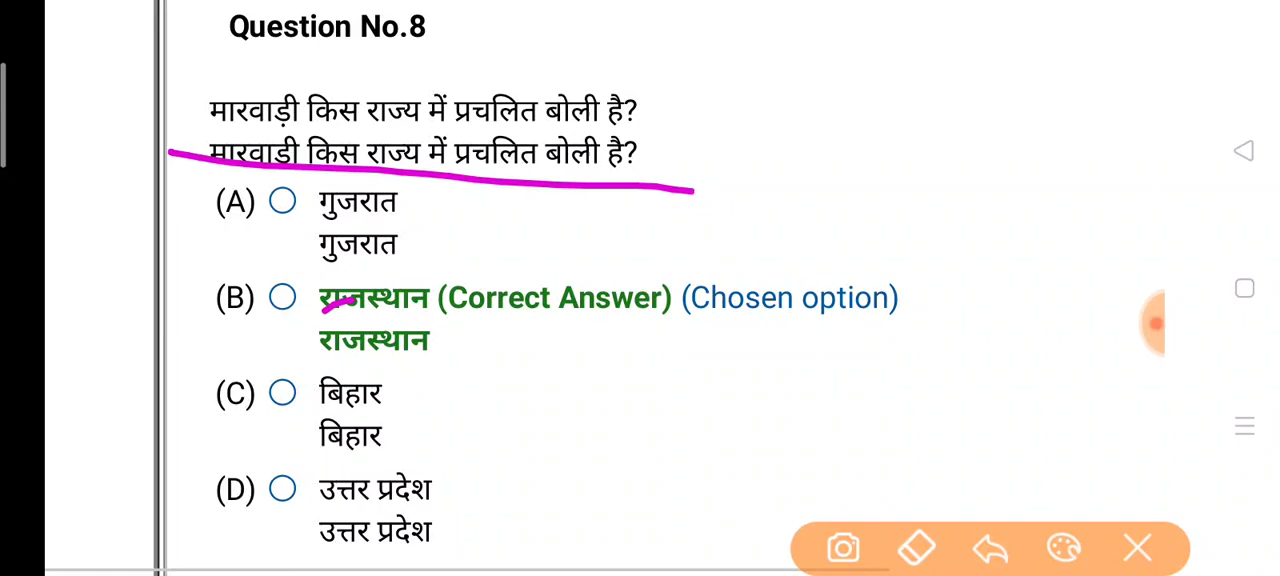 Question No.8
मारवाड़ी किस राज्य में प्रचलित बोली है?
मारवाड़ी किस राज्य में प्रचलित बोली है?
(A) गुजरात
गुजरात
(B) राजस्थान (Correct Answer) (Chosen option)
राजस्थान
(C) बिहार
बिहार
(D) उत्तर प्रदेश
उत्तर प्रदेश